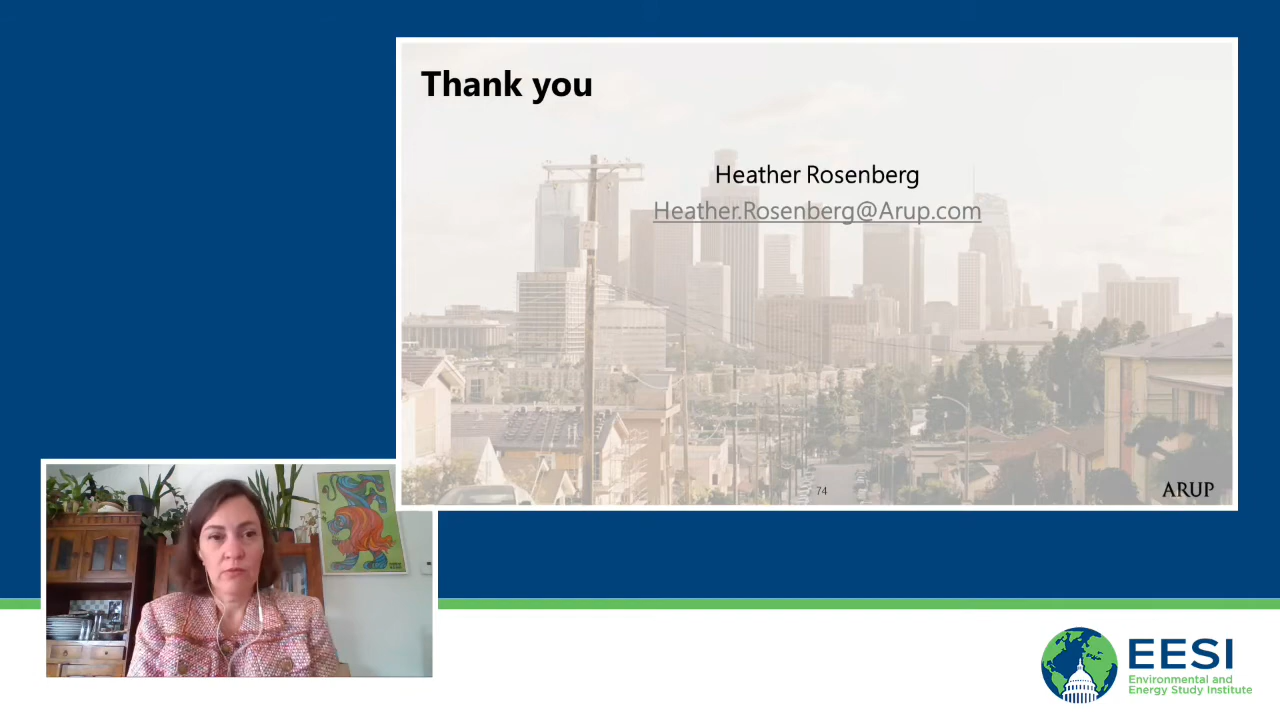 Thank you
Heather Rosenberg
Heather.Rosenberg@Arup.com
74
ARUP
EESI
Environmental and
Energy Study Institute